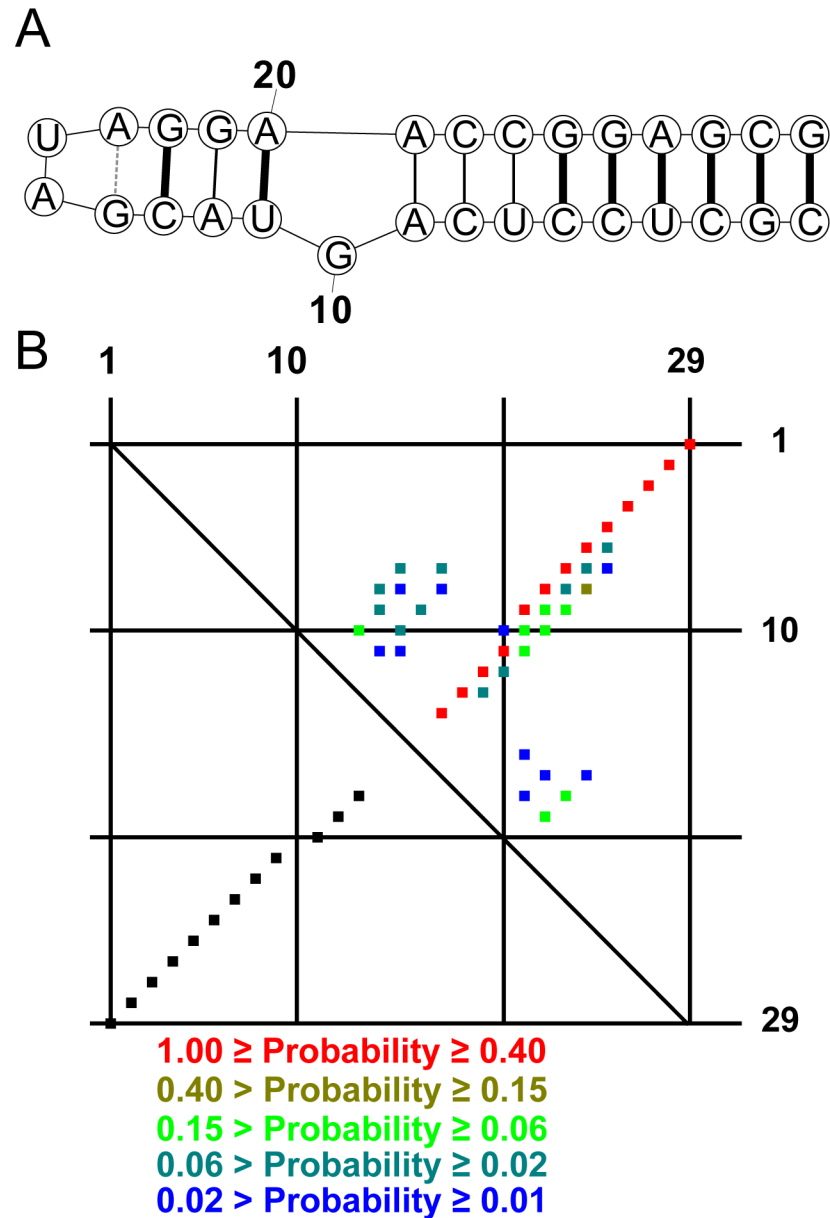 A
20
U A G G A A C C G G A G C G
A G C A U G A C U C C U C G C
10
B
1 10 29
1
10
29
1.00 ≥ Probability ≥ 0.40
0.40 > Probability ≥ 0.15
0.15 > Probability ≥ 0.06
0.06 > Probability ≥ 0.02
0.02 > Probability ≥ 0.01